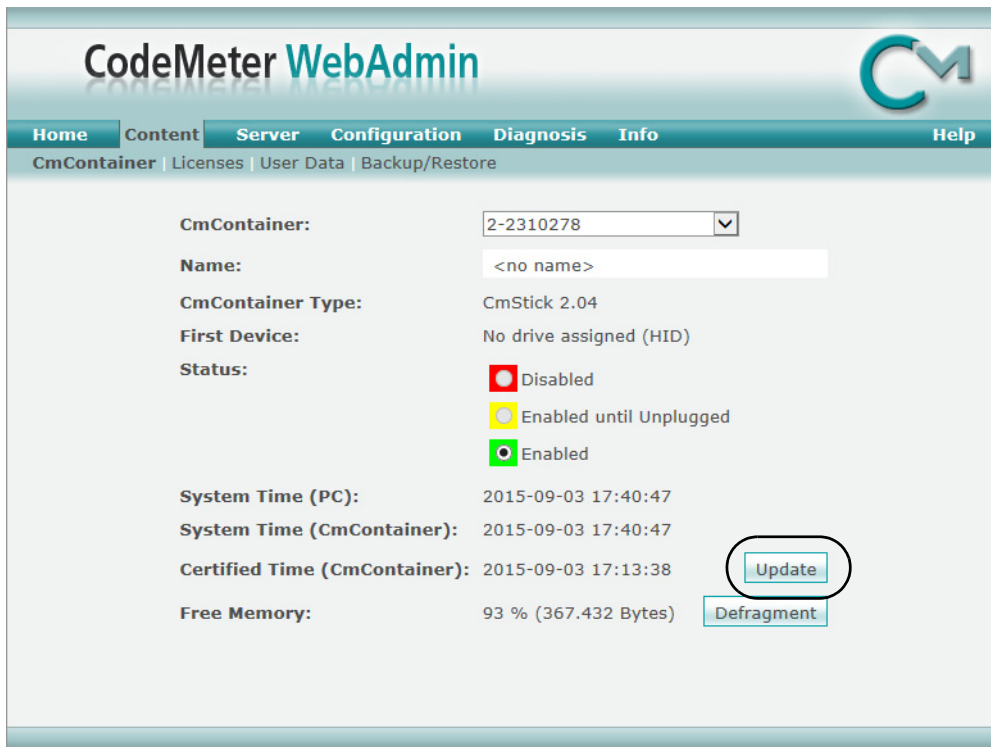 CodeMeter WebAdmin
CM
Home Content Server Configuration Diagnosis Info Help
CmContainer | Licenses | User Data | Backup/Restore
CmContainer: 2-2310278
Name: <no name>
CmContainer Type: CmStick 2.04
First Device: No drive assigned (HID)
Status: Disabled
Enabled until Unplugged
Enabled
System Time (PC): 2015-09-03 17:40:47
System Time (CmContainer): 2015-09-03 17:40:47
Certified Time (CmContainer): 2015-09-03 17:13:38 Update
Free Memory: 93 % (367.432 Bytes) Defragment